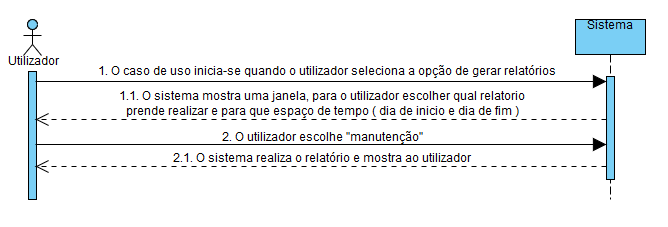 Sistema
Utilizador
1. O caso de uso inicia-se quando o utilizador seleciona a opção de gerar relatórios
1.1. O sistema mostra uma janela, para o utilizador escolher qual relatorio
prende realizar e para que espaço de tempo ( dia de inicio e dia de fim )
2. O utilizador escolhe "manutenção"
2.1. O sistema realiza o relatório e mostra ao utilizador